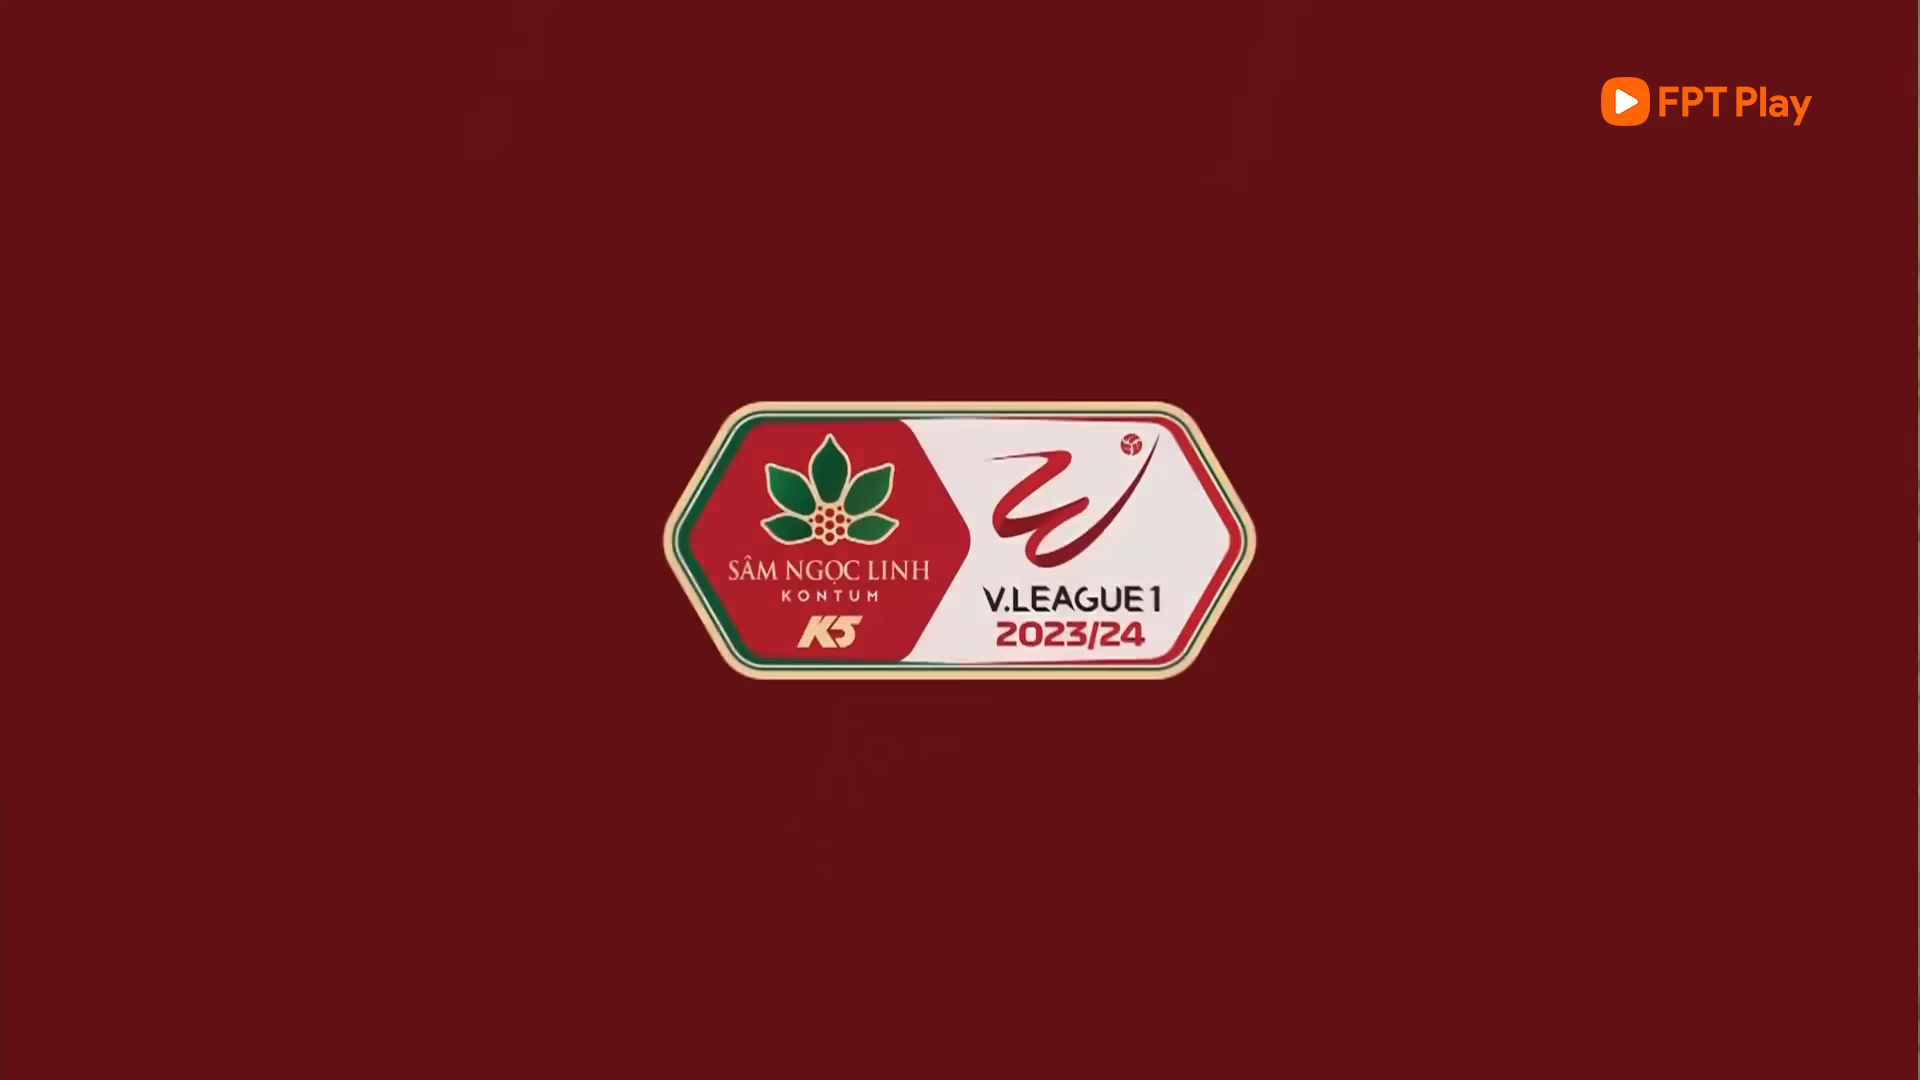 FPT Play
SÂM NGỌC LINH
KONTUM
K5
V.LEAGUE 1
2023/24